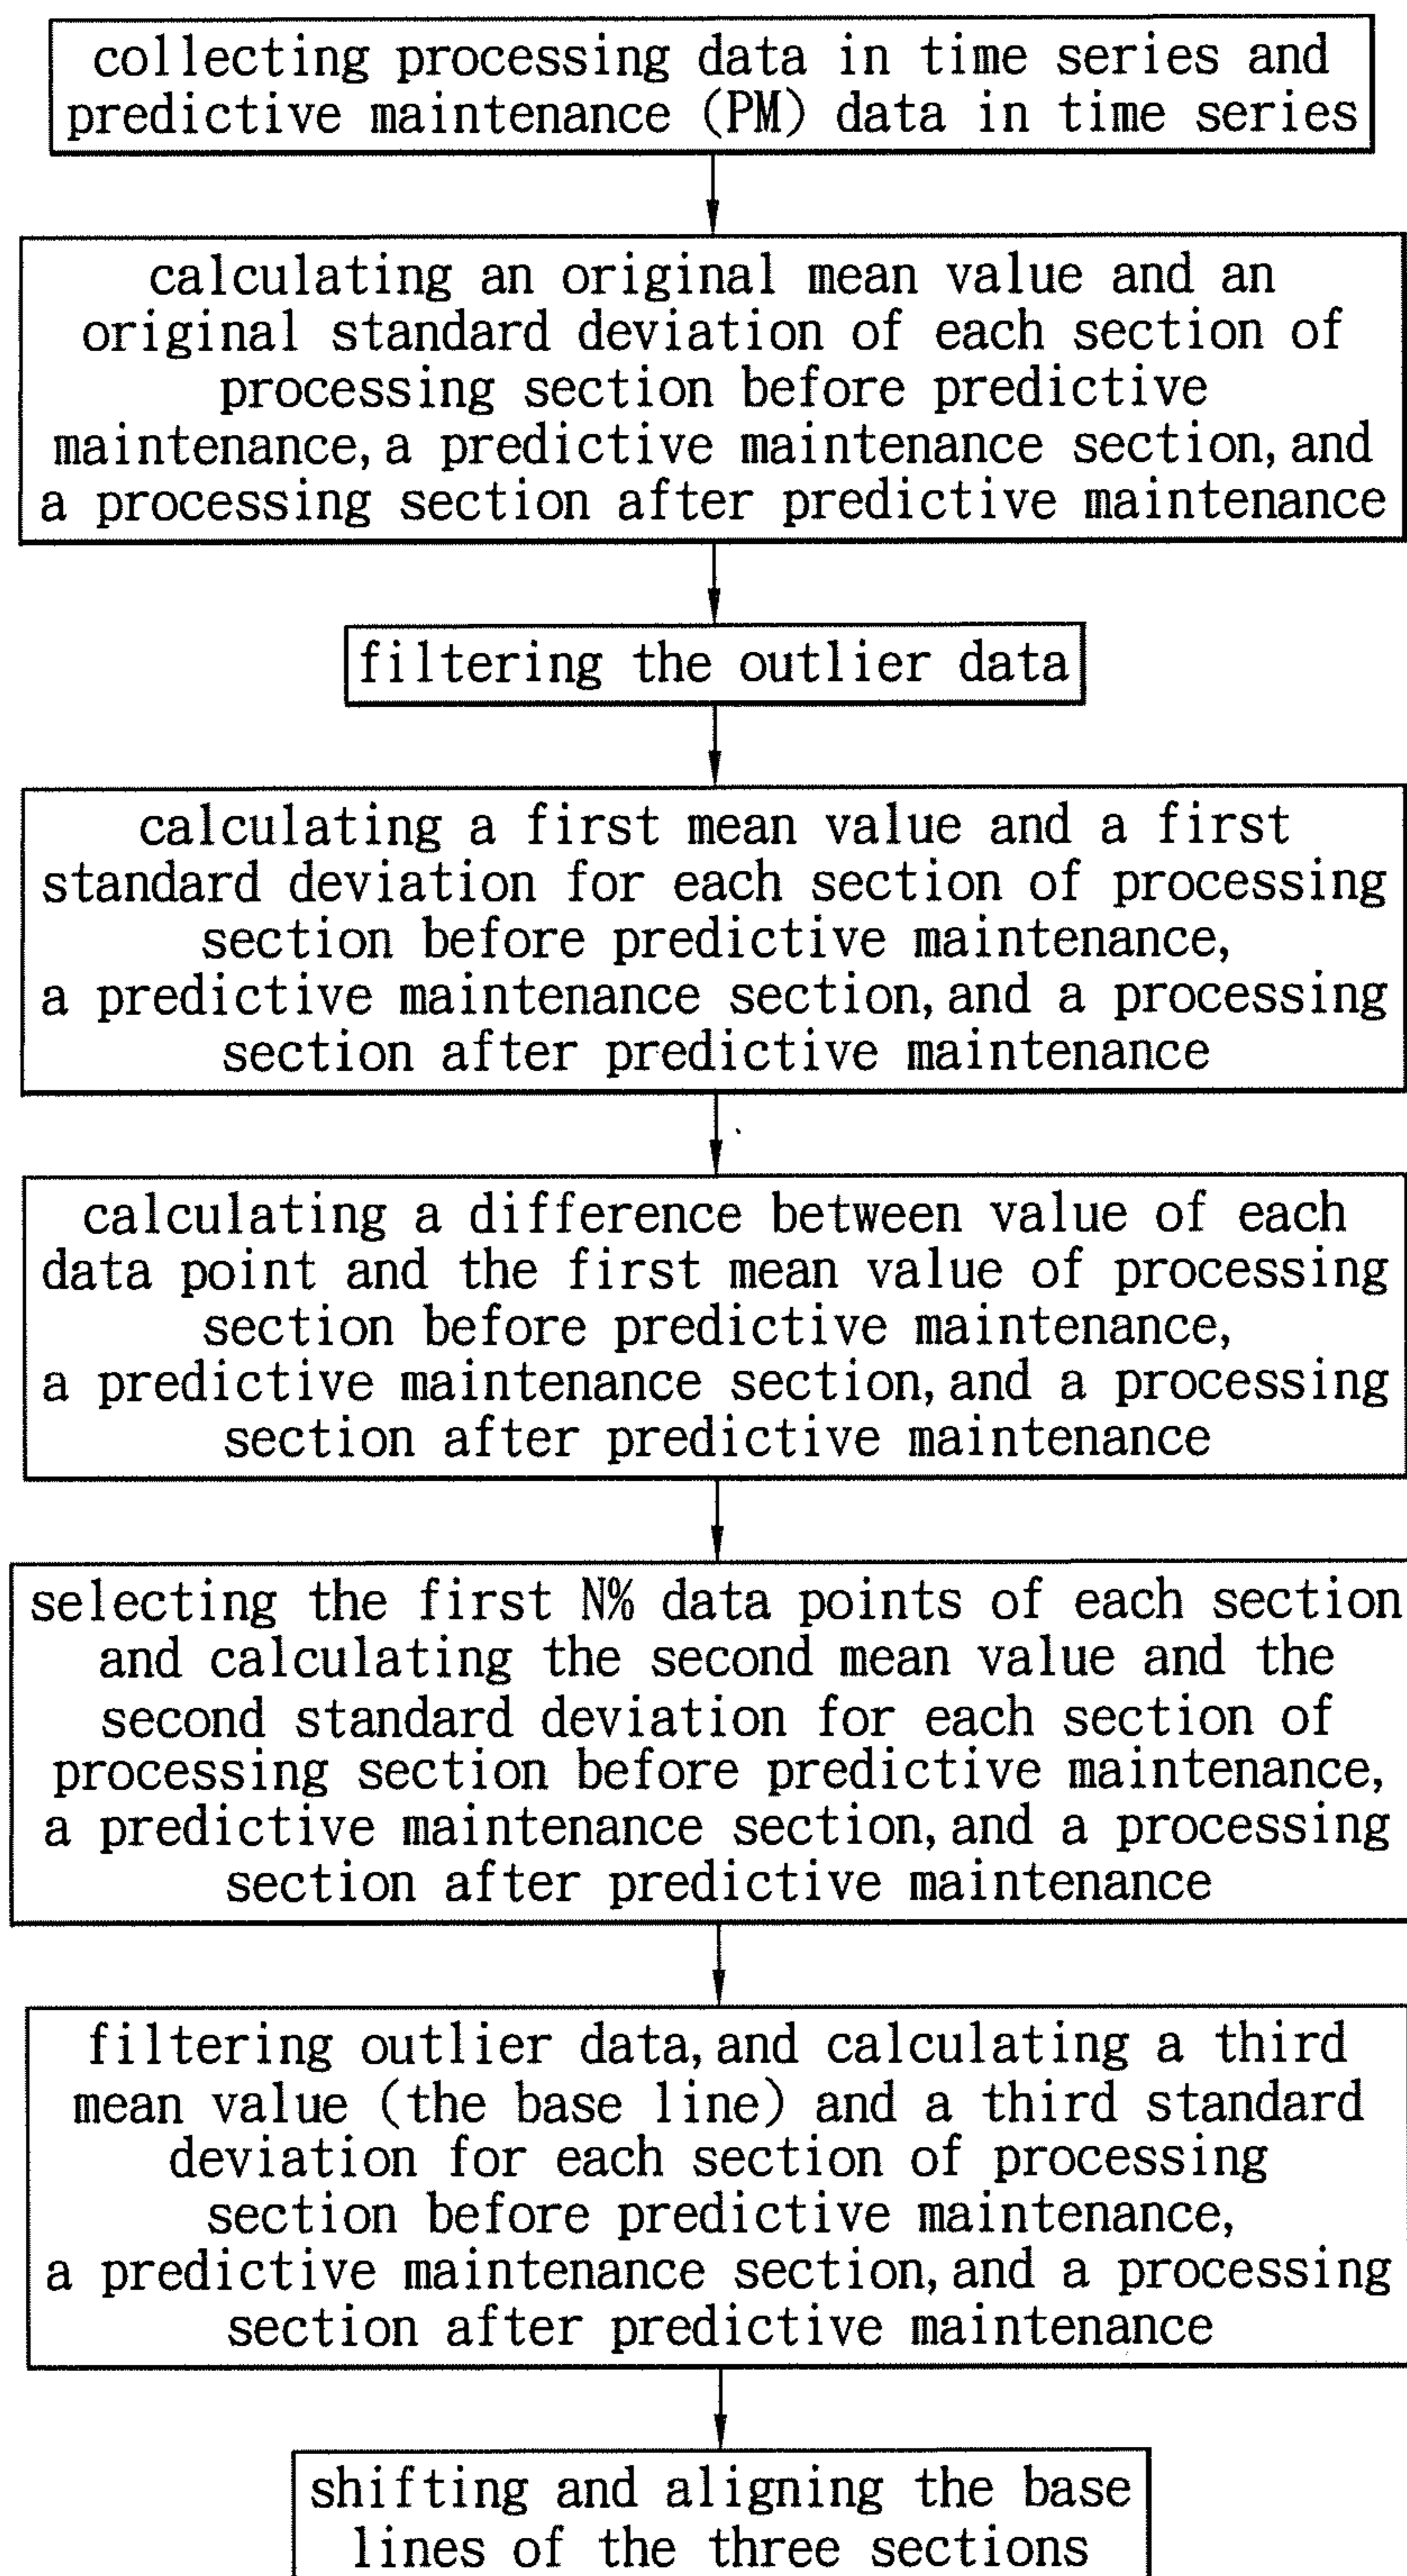 collecting processing data in time series and
predictive maintenance (PM) data in time series
calculating an original mean value and an
original standard deviation of each section of
processing section before predictive
maintenance, a predictive maintenance section, and
a processing section after predictive maintenance
filtering the outlier data
calculating a first mean value and a first
standard deviation for each section of processing
section before predictive maintenance,
a predictive maintenance section, and a processing
section after predictive maintenance
calculating a difference between value of each
data point and the first mean value of processing
section before predictive maintenance,
a predictive maintenance section, and a processing
section after predictive maintenance
selecting the first N% data points of each section
and calculating the second mean value and the
second standard deviation for each section of
processing section before predictive maintenance,
a predictive maintenance section, and a processing
section after predictive maintenance
filtering outlier data, and calculating a third
mean value (the base line) and a third standard
deviation for each section of processing
section before predictive maintenance,
a predictive maintenance section, and a processing
section after predictive maintenance
shifting and aligning the base
lines of the three sections